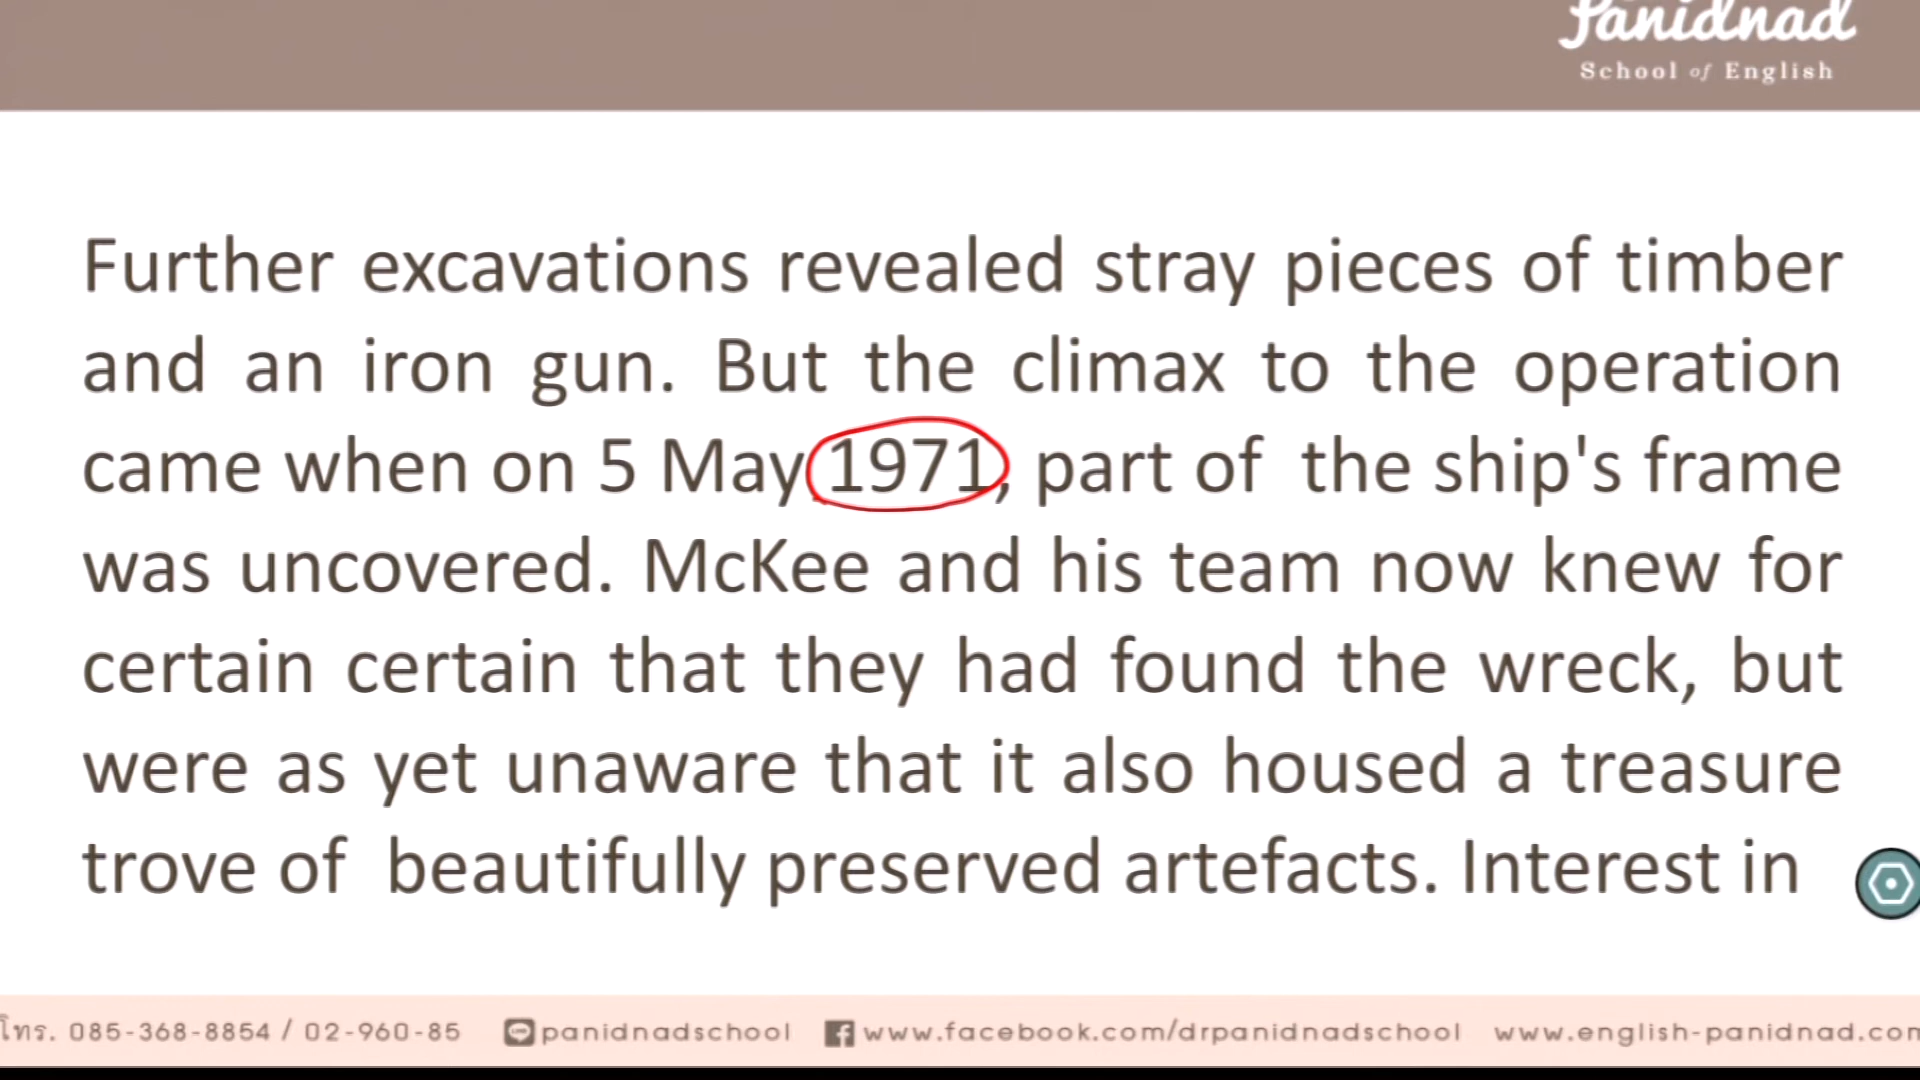 Panidnad
School of English
Further excavations revealed stray pieces of timber
and an iron gun. But the climax to the operation
came when on 5 May 1971, part of the ship's frame
was uncovered. McKee and his team now knew for
certain certain that they had found the wreck, but
were as yet unaware that it also housed a treasure
trove of beautifully preserved artefacts. Interest in
โทร. 085-368-8854 / 02-960-85 panidnadschool www.facebook.com/drpanidnadschool www.english-panidnad.com